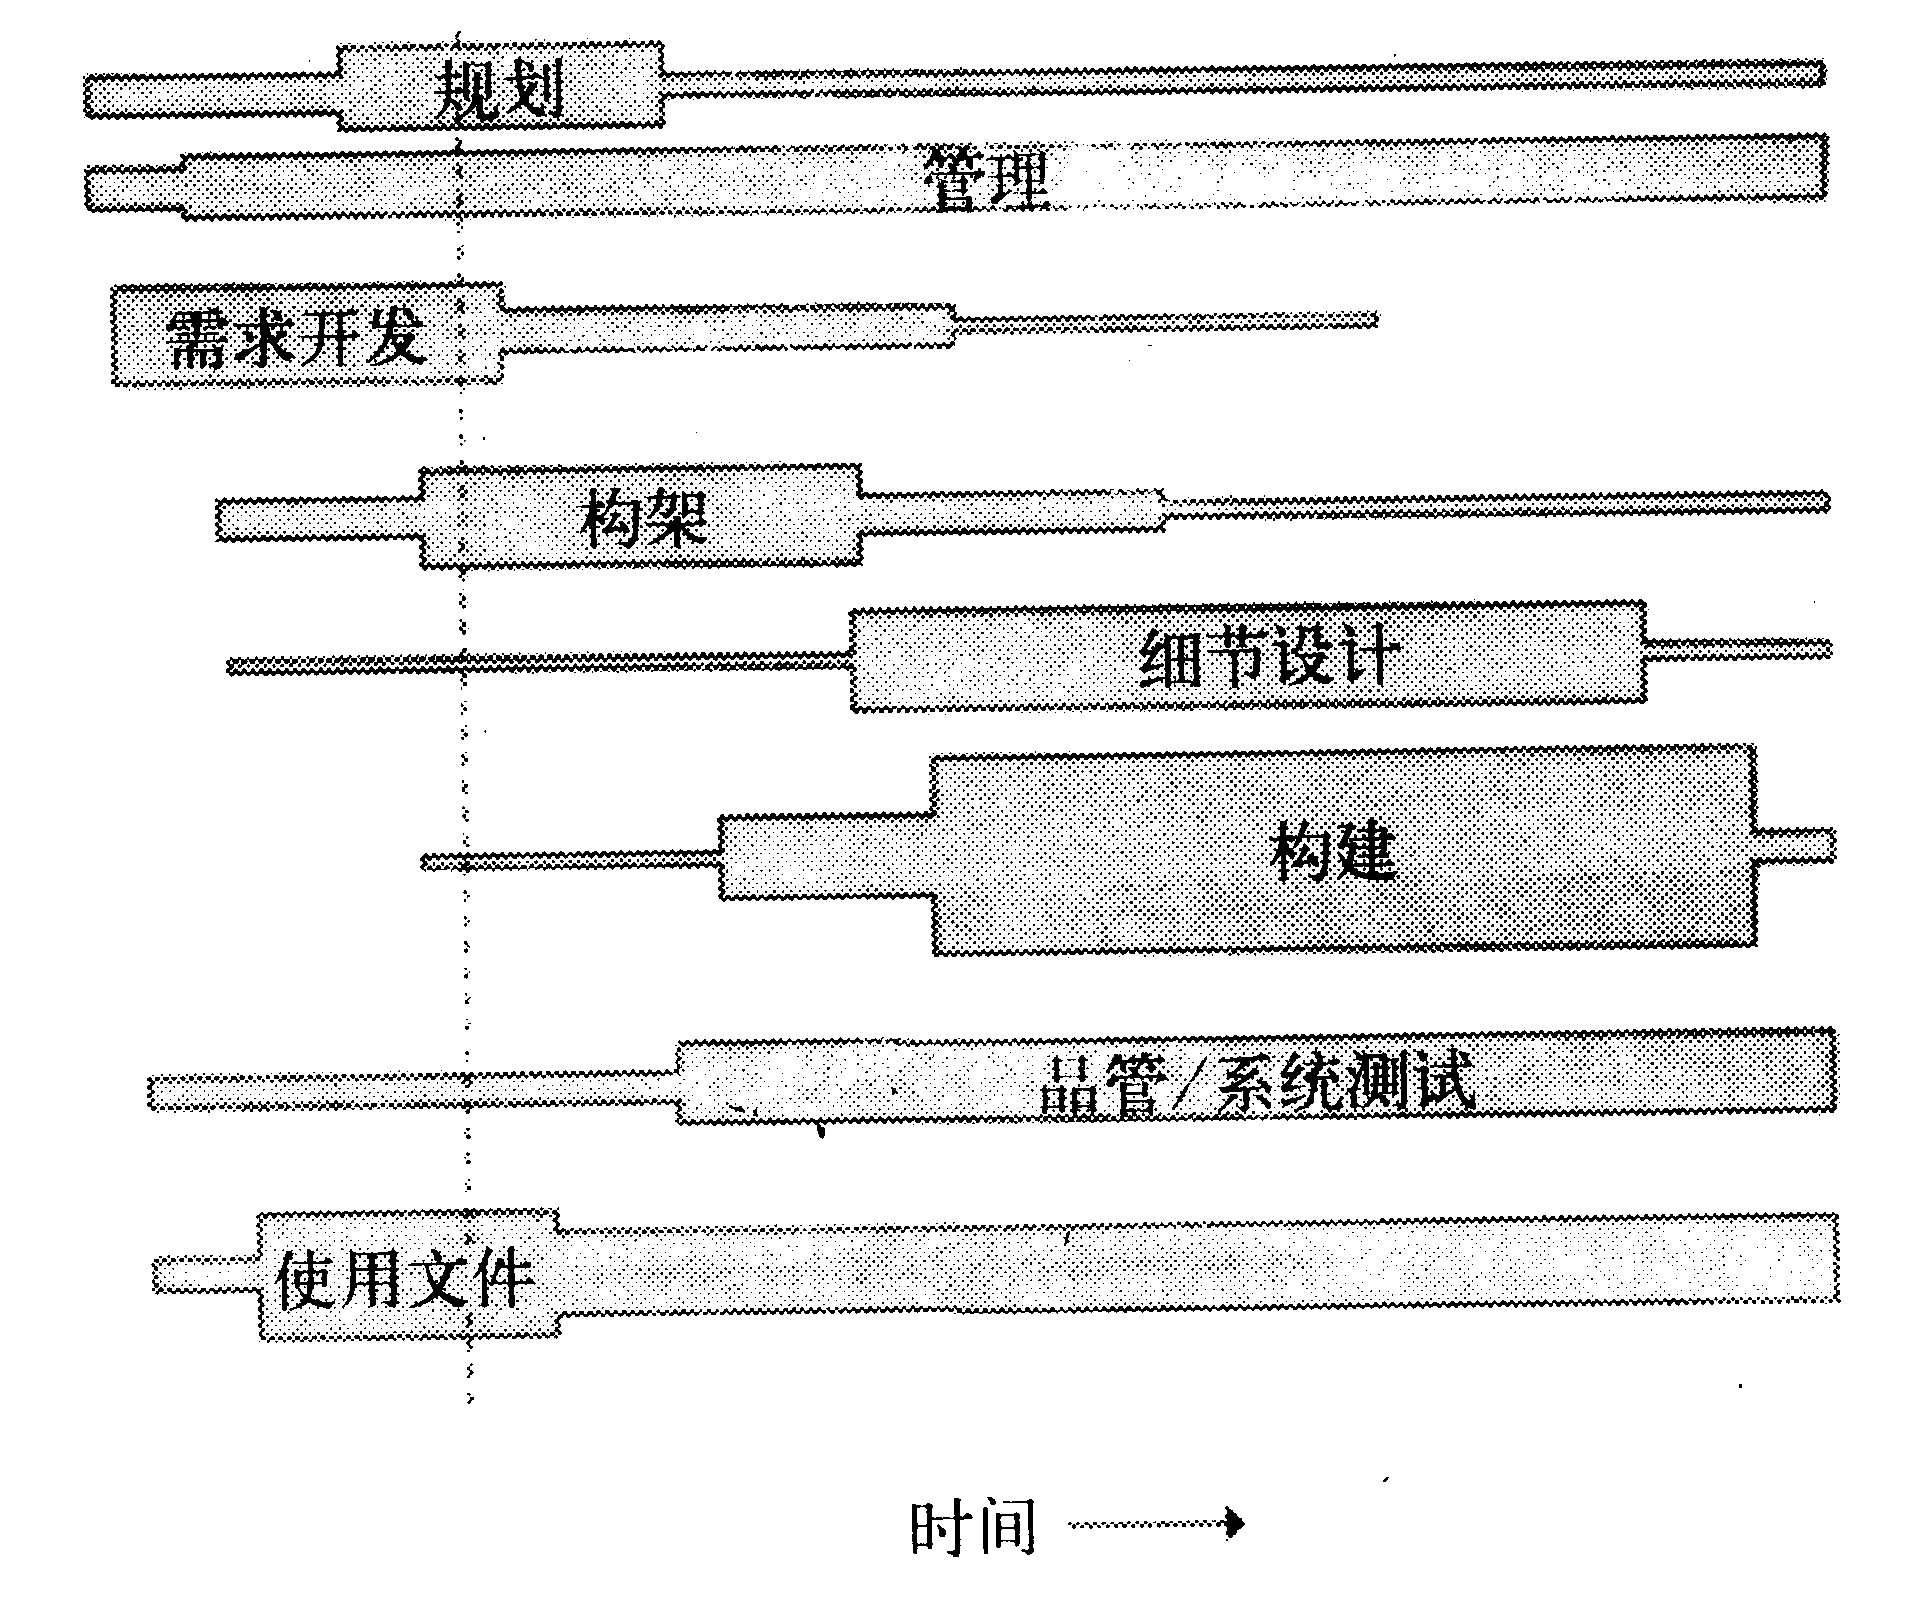 规划
管理
需求开发
构架
细节设计
构建
品管/系统测试
使用文件
时间